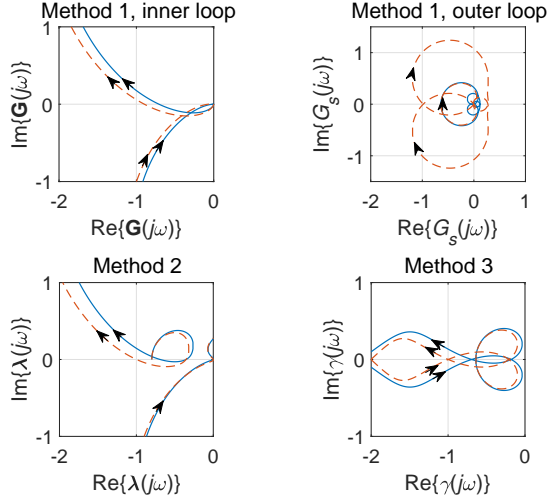 Method 1, inner loop
Method 1, outer loop
Im{G(jω)}
1
0
-1
-2
-1
0
Re{G(jω)}
Im{G_s(jω)}
1
0
-1
-2
-1
0
1
Re{G_s(jω)}
Method 2
Method 3
Im{λ(jω)}
1
0
-1
-2
-1
0
Re{λ(jω)}
Im{γ(jω)}
1
0
-1
-2
-1
0
Re{γ(jω)}